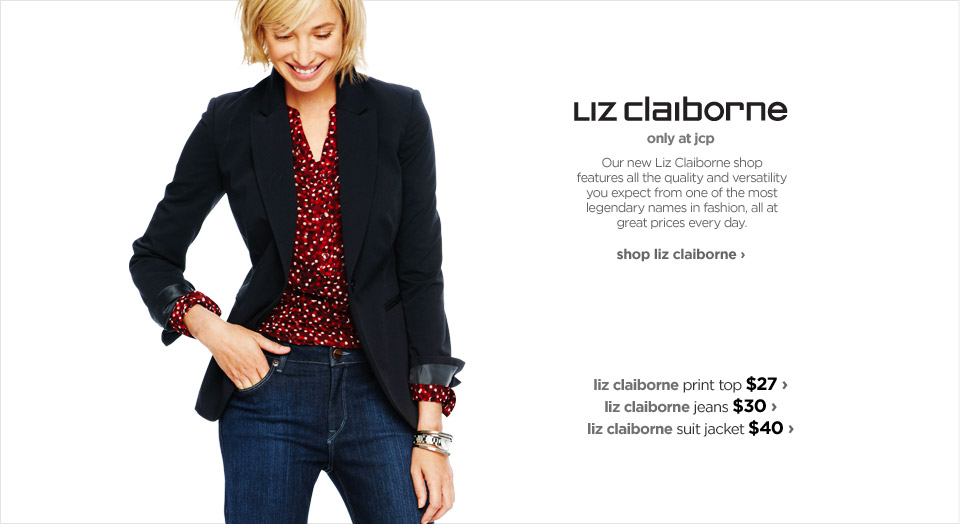 LIZ claiborne
only at jcp
Our new Liz Claiborne shop
features all the quality and versatility
you expect from one of the most
legendary names in fashion, all at
great prices every day.
shop liz claiborne ›
liz claiborne print top $27 ›
liz claiborne jeans $30 ›
liz claiborne suit jacket $40 ›